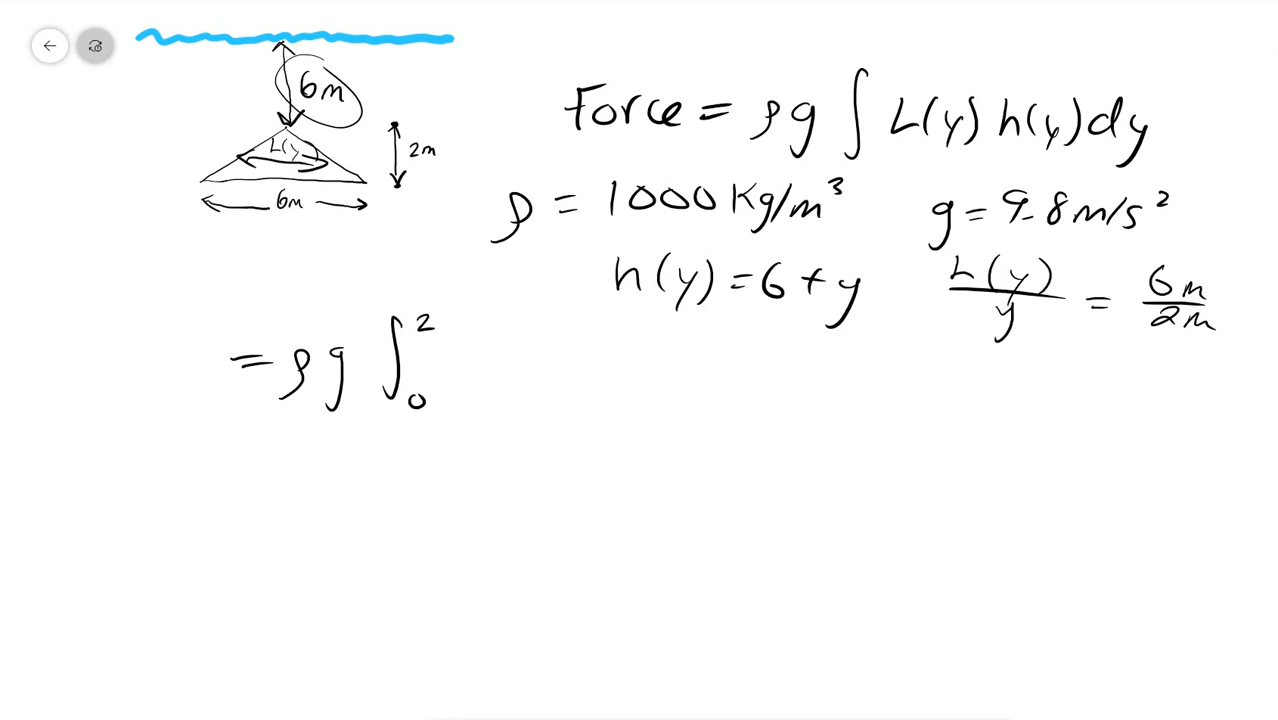 6m
L(y)
2m
6m
Force = ρg ∫ L(y) h(y) dy
ρ = 1000 Kg/m³ g = 9.8 m/s²
h(y) = 6 + y L(y)/y = 6m/2m
= ρg ∫₀²